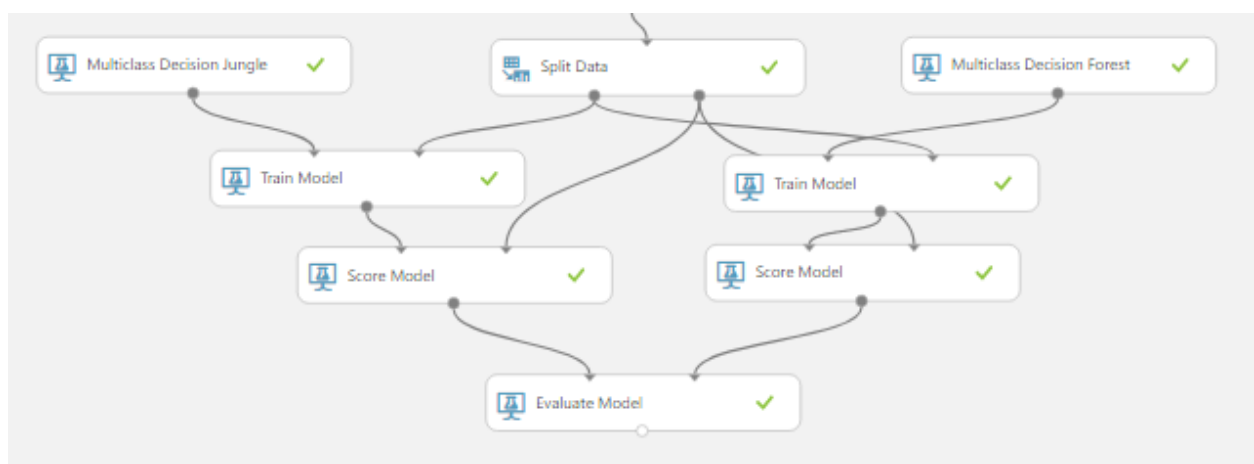 Multiclass Decision Jungle
Split Data
Multiclass Decision Forest
Train Model
Train Model
Score Model
Score Model
Evaluate Model